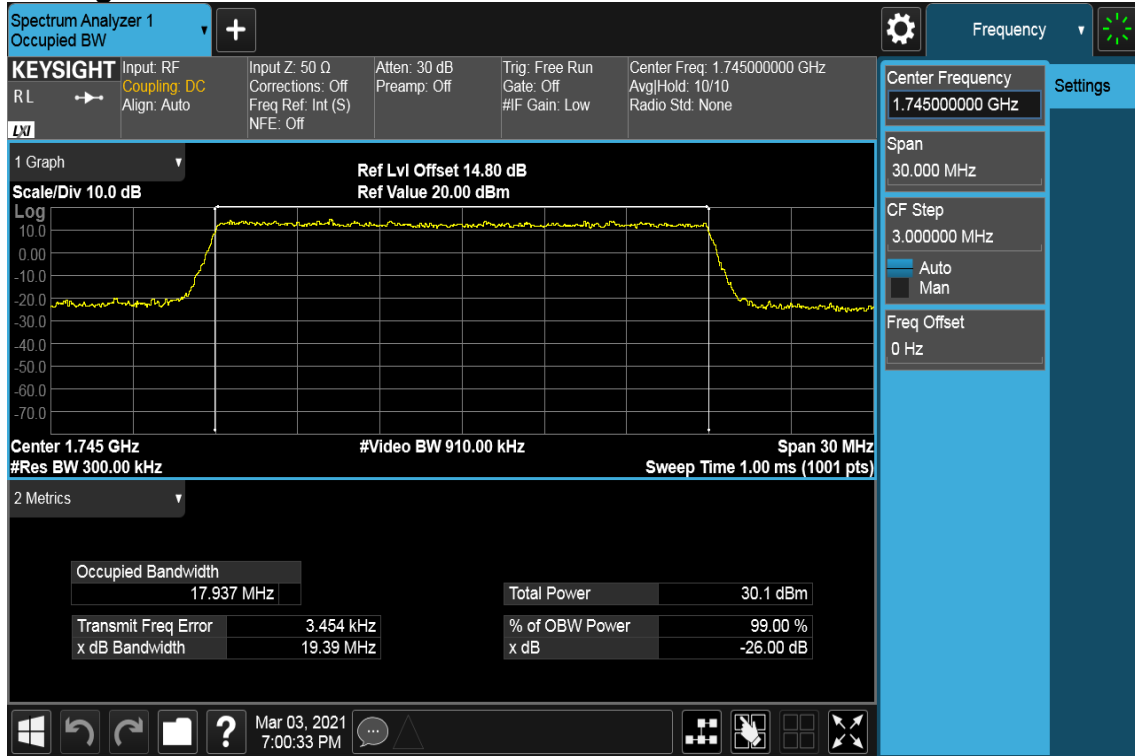 Spectrum Analyzer 1
Occupied BW
+
Frequency
KEYSIGHT
RL
LXI
Input: RF
Coupling: DC
Align: Auto
Input Z: 50 Ω
Corrections: Off
Freq Ref: Int (S)
NFE: Off
Atten: 30 dB
Preamp: Off
Trig: Free Run
Gate: Off
#IF Gain: Low
Center Freq: 1.745000000 GHz
Avg|Hold: 10/10
Radio Std: None
Center Frequency
1.745000000 GHz
Settings
Span
30.000 MHz
CF Step
3.000000 MHz
Auto
Man
Freq Offset
0 Hz
1 Graph
Scale/Div 10.0 dB
Ref Lvl Offset 14.80 dB
Ref Value 20.00 dBm
Log
10.0
0.00
-10.0
-20.0
-30.0
-40.0
-50.0
-60.0
-70.0
Center 1.745 GHz
#Video BW 910.00 kHz
Span 30 MHz
#Res BW 300.00 kHz
Sweep Time 1.00 ms (1001 pts)
2 Metrics
Occupied Bandwidth
17.937 MHz
Total Power 30.1 dBm
Transmit Freq Error 3.454 kHz
% of OBW Power 99.00 %
x dB Bandwidth 19.39 MHz
x dB -26.00 dB
?
Mar 03, 2021
7:00:33 PM